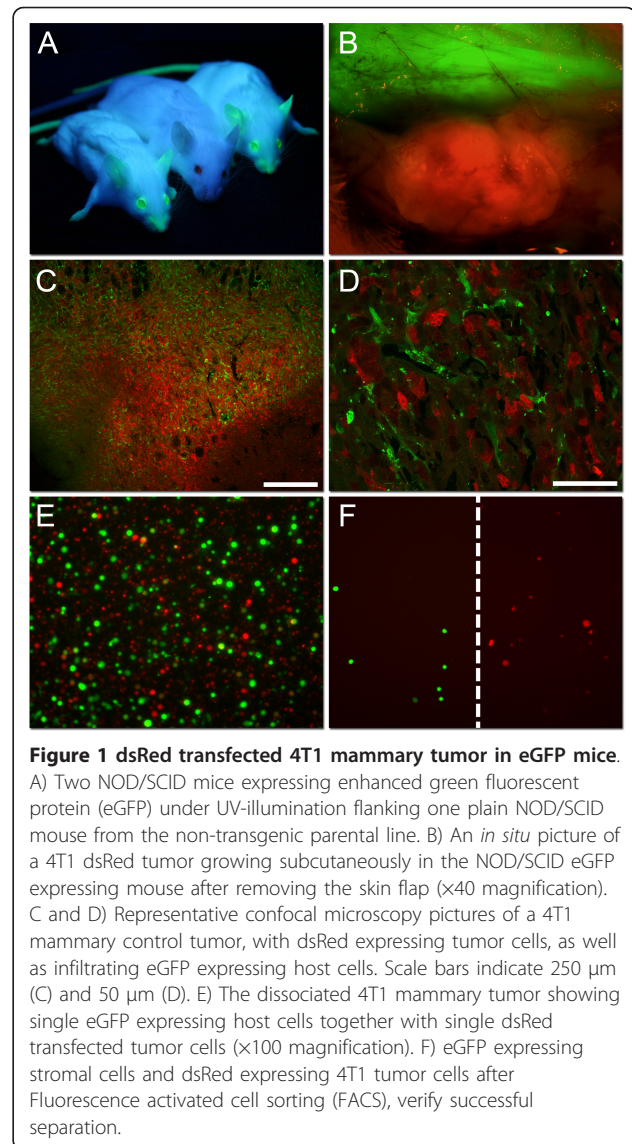 A
B
C
D
E
F
Figure 1 dsRed transfected 4T1 mammary tumor in eGFP mice.
A) Two NOD/SCID mice expressing enhanced green fluorescent
protein (eGFP) under UV-illumination flanking one plain NOD/SCID
mouse from the non-transgenic parental line. B) An in situ picture of
a 4T1 dsRed tumor growing subcutaneously in the NOD/SCID eGFP
expressing mouse after removing the skin flap (×40 magnification).
C and D) Representative confocal microscopy pictures of a 4T1
mammary control tumor, with dsRed expressing tumor cells, as well
as infiltrating eGFP expressing host cells. Scale bars indicate 250 μm
(C) and 50 μm (D). E) The dissociated 4T1 mammary tumor showing
single eGFP expressing host cells together with single dsRed
transfected tumor cells (×100 magnification). F) eGFP expressing
stromal cells and dsRed expressing 4T1 tumor cells after
Fluorescence activated cell sorting (FACS), verify successful
separation.